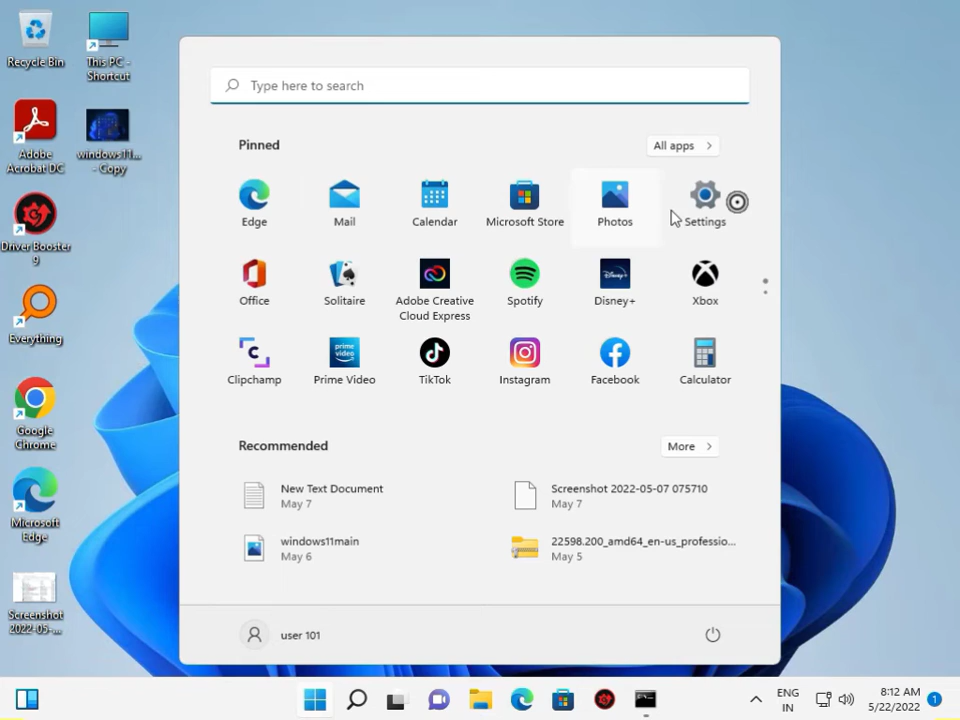 Recycle Bin
This PC -
Shortcut
Adobe
Acrobat DC
windows11...
- Copy
Driver Booster
9
Everything
Google
Chrome
Microsoft
Edge
Screenshot
2022-05-...
Type here to search
Pinned
All apps
Edge
Mail
Calendar
Microsoft Store
Photos
Settings
Office
Solitaire
Adobe Creative
Cloud Express
Spotify
Disney+
Xbox
Clipchamp
prime
video
Prime Video
TikTok
Instagram
Facebook
Calculator
Recommended
More
New Text Document
May 7
Screenshot 2022-05-07 075710
May 7
windows11main
May 6
22598.200_amd64_en-us_professio...
May 5
user 101
ENG
IN
8:12 AM
5/22/2022
1